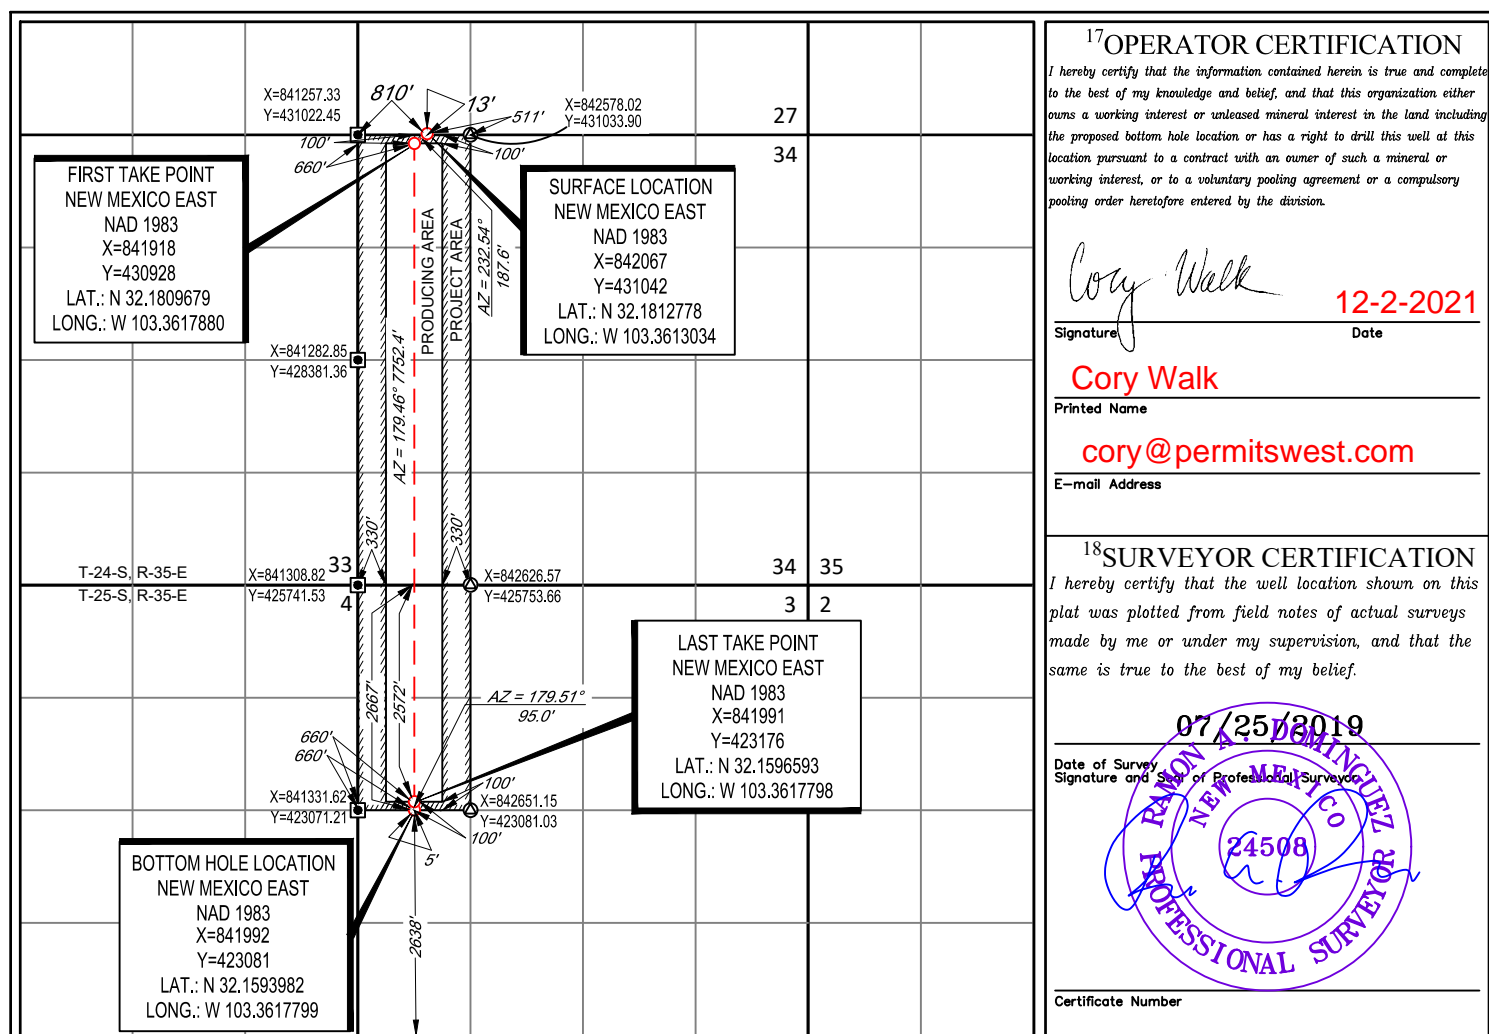 X=841257.33
Y=431022.45
810'
13'
511'
X=842578.02
Y=431033.90
27
34
100'
660'
100'
FIRST TAKE POINT
NEW MEXICO EAST
NAD 1983
X=841918
Y=430928
LAT.: N 32.1809679
LONG.: W 103.3617880
SURFACE LOCATION
NEW MEXICO EAST
NAD 1983
X=842067
Y=431042
LAT.: N 32.1812778
LONG.: W 103.3613034
PRODUCING AREA
PROJECT AREA
AZ = 232.54°
187.6'
X=841282.85
Y=428381.36
AZ = 179.46° 7752.4'
330'
330'
33
T-24-S, R-35-E
T-25-S, R-35-E
X=841308.82
Y=425741.53
4
X=842626.57
Y=425753.66
34
35
3
2
2667'
2572'
AZ = 179.51°
95.0'
LAST TAKE POINT
NEW MEXICO EAST
NAD 1983
X=841991
Y=423176
LAT.: N 32.1596593
LONG.: W 103.3617798
660'
660'
X=841331.62
Y=423071.21
100'
X=842651.15
Y=423081.03
100'
5'
BOTTOM HOLE LOCATION
NEW MEXICO EAST
NAD 1983
X=841992
Y=423081
LAT.: N 32.1593982
LONG.: W 103.3617799
2638'
17OPERATOR CERTIFICATION
I hereby certify that the information contained herein is true and complete
to the best of my knowledge and belief, and that this organization either
owns a working interest or unleased mineral interest in the land including
the proposed bottom hole location or has a right to drill this well at this
location pursuant to a contract with an owner of such a mineral or
working interest, or to a voluntary pooling agreement or a compulsory
pooling order heretofore entered by the division.
Cory Walk
12-2-2021
Signature Date
Cory Walk
Printed Name
cory@permitswest.com
E-mail Address
18SURVEYOR CERTIFICATION
I hereby certify that the well location shown on this
plat was plotted from field notes of actual surveys
made by me or under my supervision, and that the
same is true to the best of my belief.
07/25/2019
Date of Survey
Signature and Seal of Professional Surveyor:
RAMON A. DOMINGUEZ
NEW MEXICO
24508
PROFESSIONAL SURVEYOR
Certificate Number